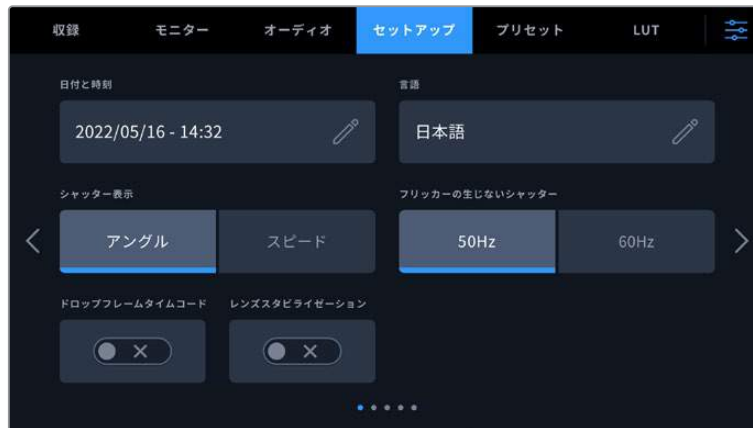 収録 モニター オーディオ セットアップ プリセット LUT
日付と時刻 言語
2022/05/16 - 14:32 日本語
シャッター表示 フリッカーの生じないシャッター
アングル スピード 50Hz 60Hz
ドロップフレームタイムコード レンズスタビライゼーション